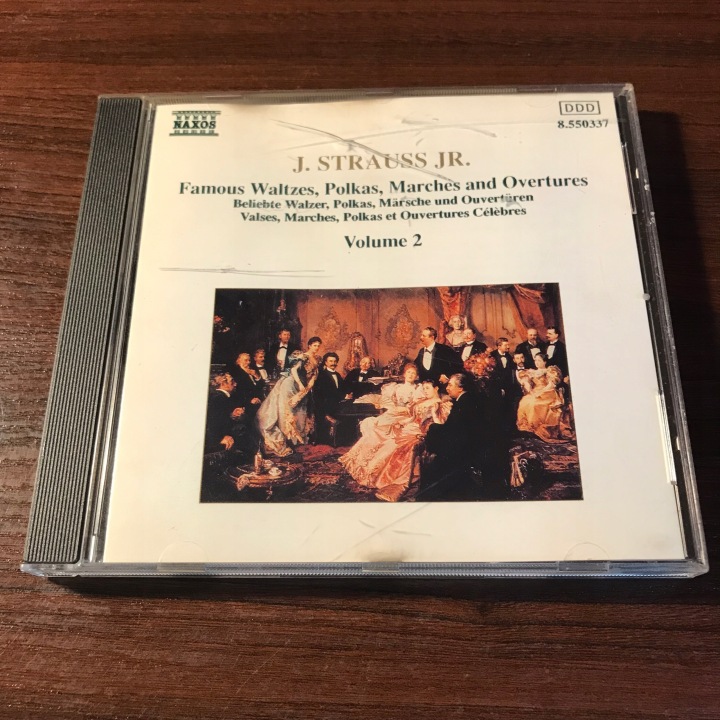 NAXOS
DDD
8.550337
J. STRAUSS JR.
Famous Waltzes, Polkas, Marches and Overtures
Beliebte Walzer, Polkas, Märsche und Ouvertüren
Valses, Marches, Polkas et Ouvertures Célèbres
Volume 2